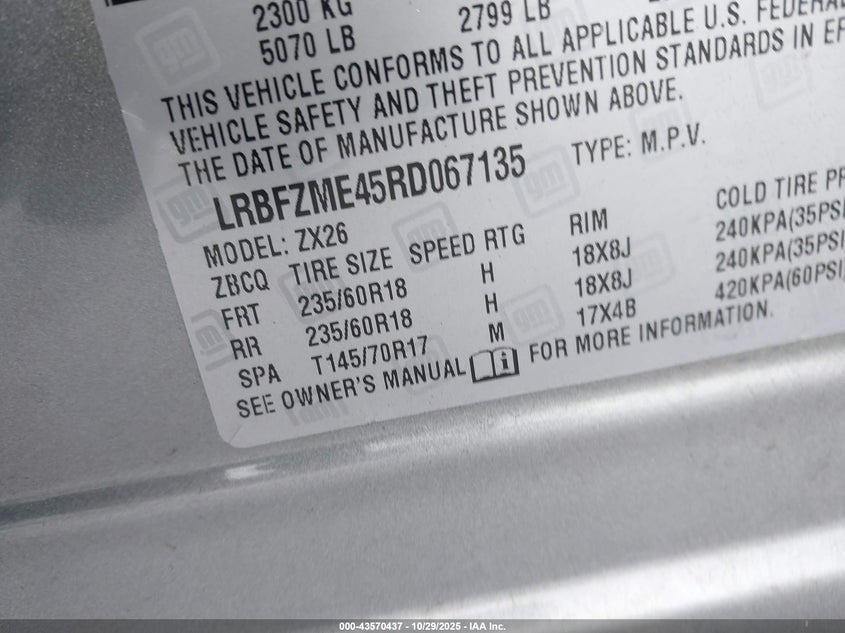 2300 KG 2799 LB
5070 LB
THIS VEHICLE CONFORMS TO ALL APPLICABLE U.S. FEDERAL
VEHICLE SAFETY AND THEFT PREVENTION STANDARDS IN
THE DATE OF MANUFACTURE SHOWN ABOVE.
LRBFZME45RD067135 TYPE: M.P.V.
MODEL: ZX26
ZBCQ TIRE SIZE SPEED RTG RIM COLD TIRE
FRT 235/60R18 H 18X8J 240KPA(35PSI
RR 235/60R18 H 18X8J 240KPA(35PSI
SPA T145/70R17 M 17X4B 420KPA(60PSI)
SEE OWNER'S MANUAL FOR MORE INFORMATION.
gm
000-43570437 - 10/29/2025 - IAA Inc.